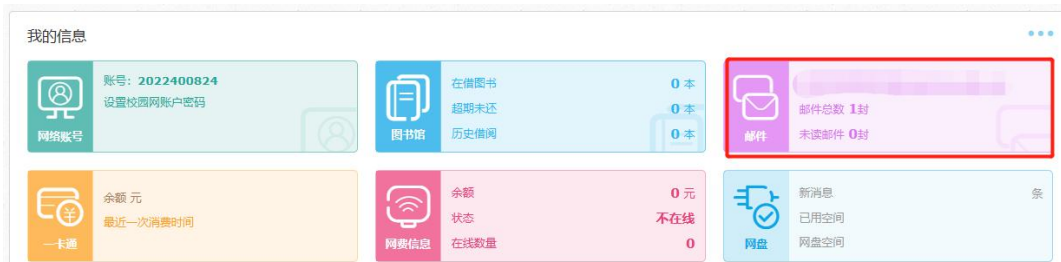 我的信息
账号：2022400824
设置校园网账户密码
网络账号
在借图书 0 本
超期未还 0 本
历史借阅 0 本
图书馆
邮件总数 1封
未读邮件 0封
邮件
余额 元
最近一次消费时间
一卡通
余额 0 元
状态 不在线
在线数量 0
网费信息
新消息 条
已用空间
网盘空间
网盘